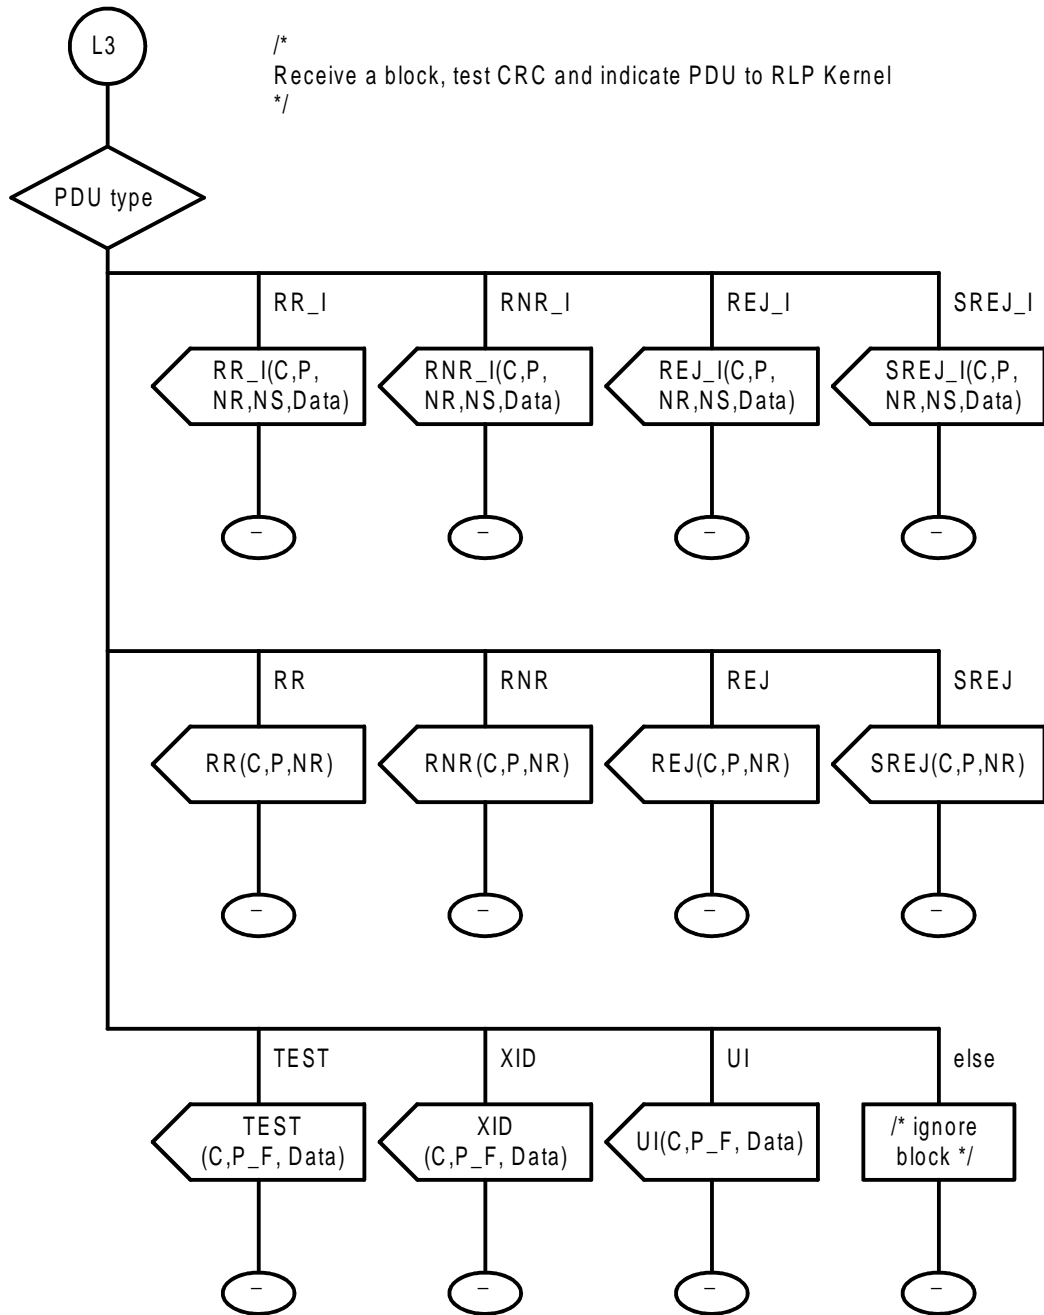 L3
/*
Receive a block, test CRC and indicate PDU to RLP Kernel
*/
PDU type
RR_I
RNR_I
REJ_I
SREJ_I
RR_I(C,P,
NR,NS,Data)
RNR_I(C,P,
NR,NS,Data)
REJ_I(C,P,
NR,NS,Data)
SREJ_I(C,P,
NR,NS,Data)
–
–
–
–
RR
RNR
REJ
SREJ
RR(C,P,NR)
RNR(C,P,NR)
REJ(C,P,NR)
SREJ(C,P,NR)
–
–
–
–
TEST
XID
UI
else
TEST
(C,P_F, Data)
XID
(C,P_F, Data)
UI(C,P_F, Data)
/* ignore
block */
–
–
–
–